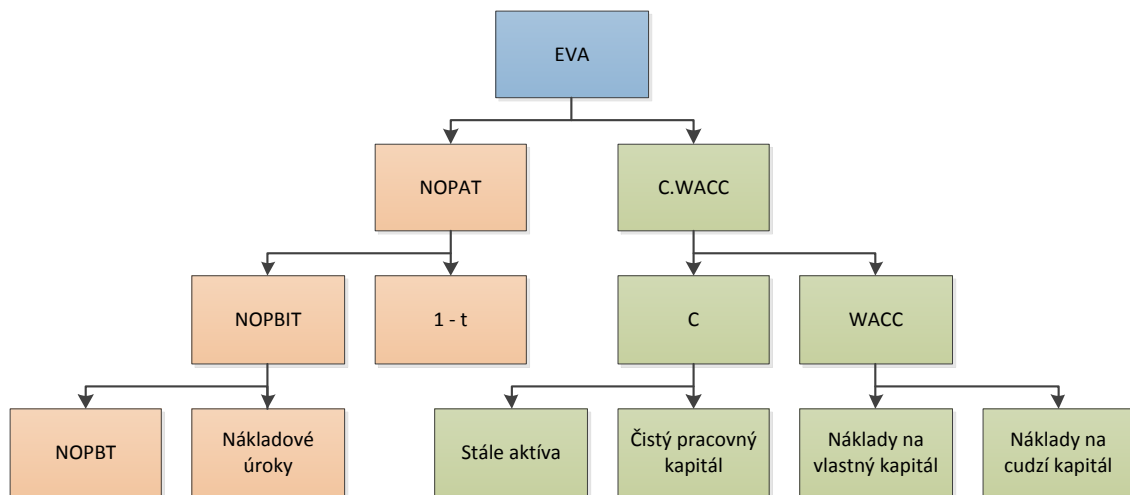 EVA
NOPAT
C.WACC
NOPBIT
1 - t
C
WACC
NOPBT
Nákladové
úroky
Stále aktíva
Čistý pracovný
kapitál
Náklady na
vlastný kapitál
Náklady na
cudzí kapitál